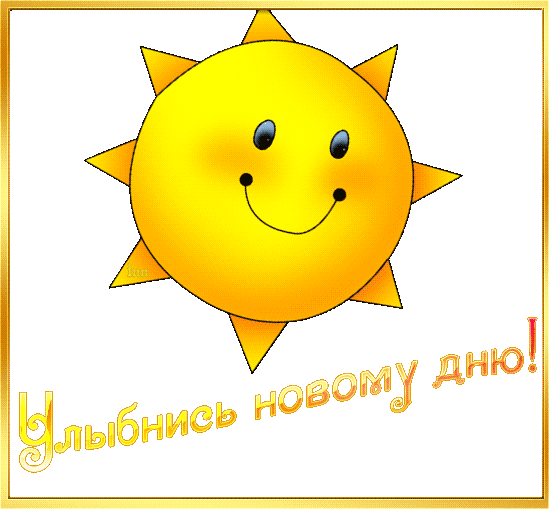 Улыбнись новому дню!